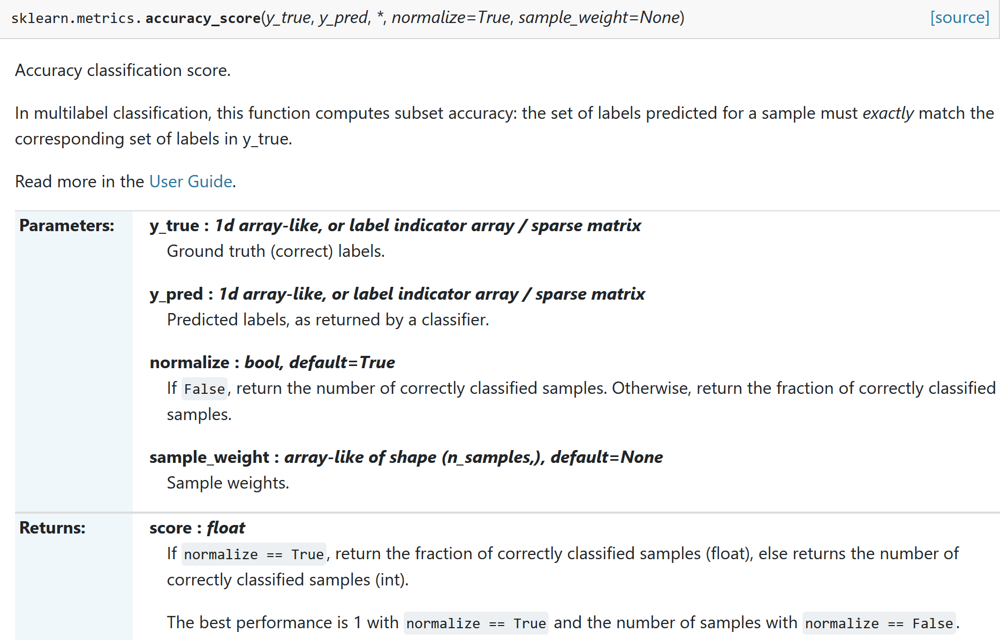 sklearn.metrics.accuracy_score(y_true, y_pred, *, normalize=True, sample_weight=None) [source]
Accuracy classification score.
In multilabel classification, this function computes subset accuracy: the set of labels predicted for a sample must exactly match the
corresponding set of labels in y_true.
Read more in the User Guide.
Parameters: y_true : 1d array-like, or label indicator array / sparse matrix
Ground truth (correct) labels.
y_pred : 1d array-like, or label indicator array / sparse matrix
Predicted labels, as returned by a classifier.
normalize : bool, default=True
If False, return the number of correctly classified samples. Otherwise, return the fraction of correctly classified
samples.
sample_weight : array-like of shape (n_samples,), default=None
Sample weights.
Returns: score : float
If normalize == True, return the fraction of correctly classified samples (float), else returns the number of
correctly classified samples (int).
The best performance is 1 with normalize == True and the number of samples with normalize == False.